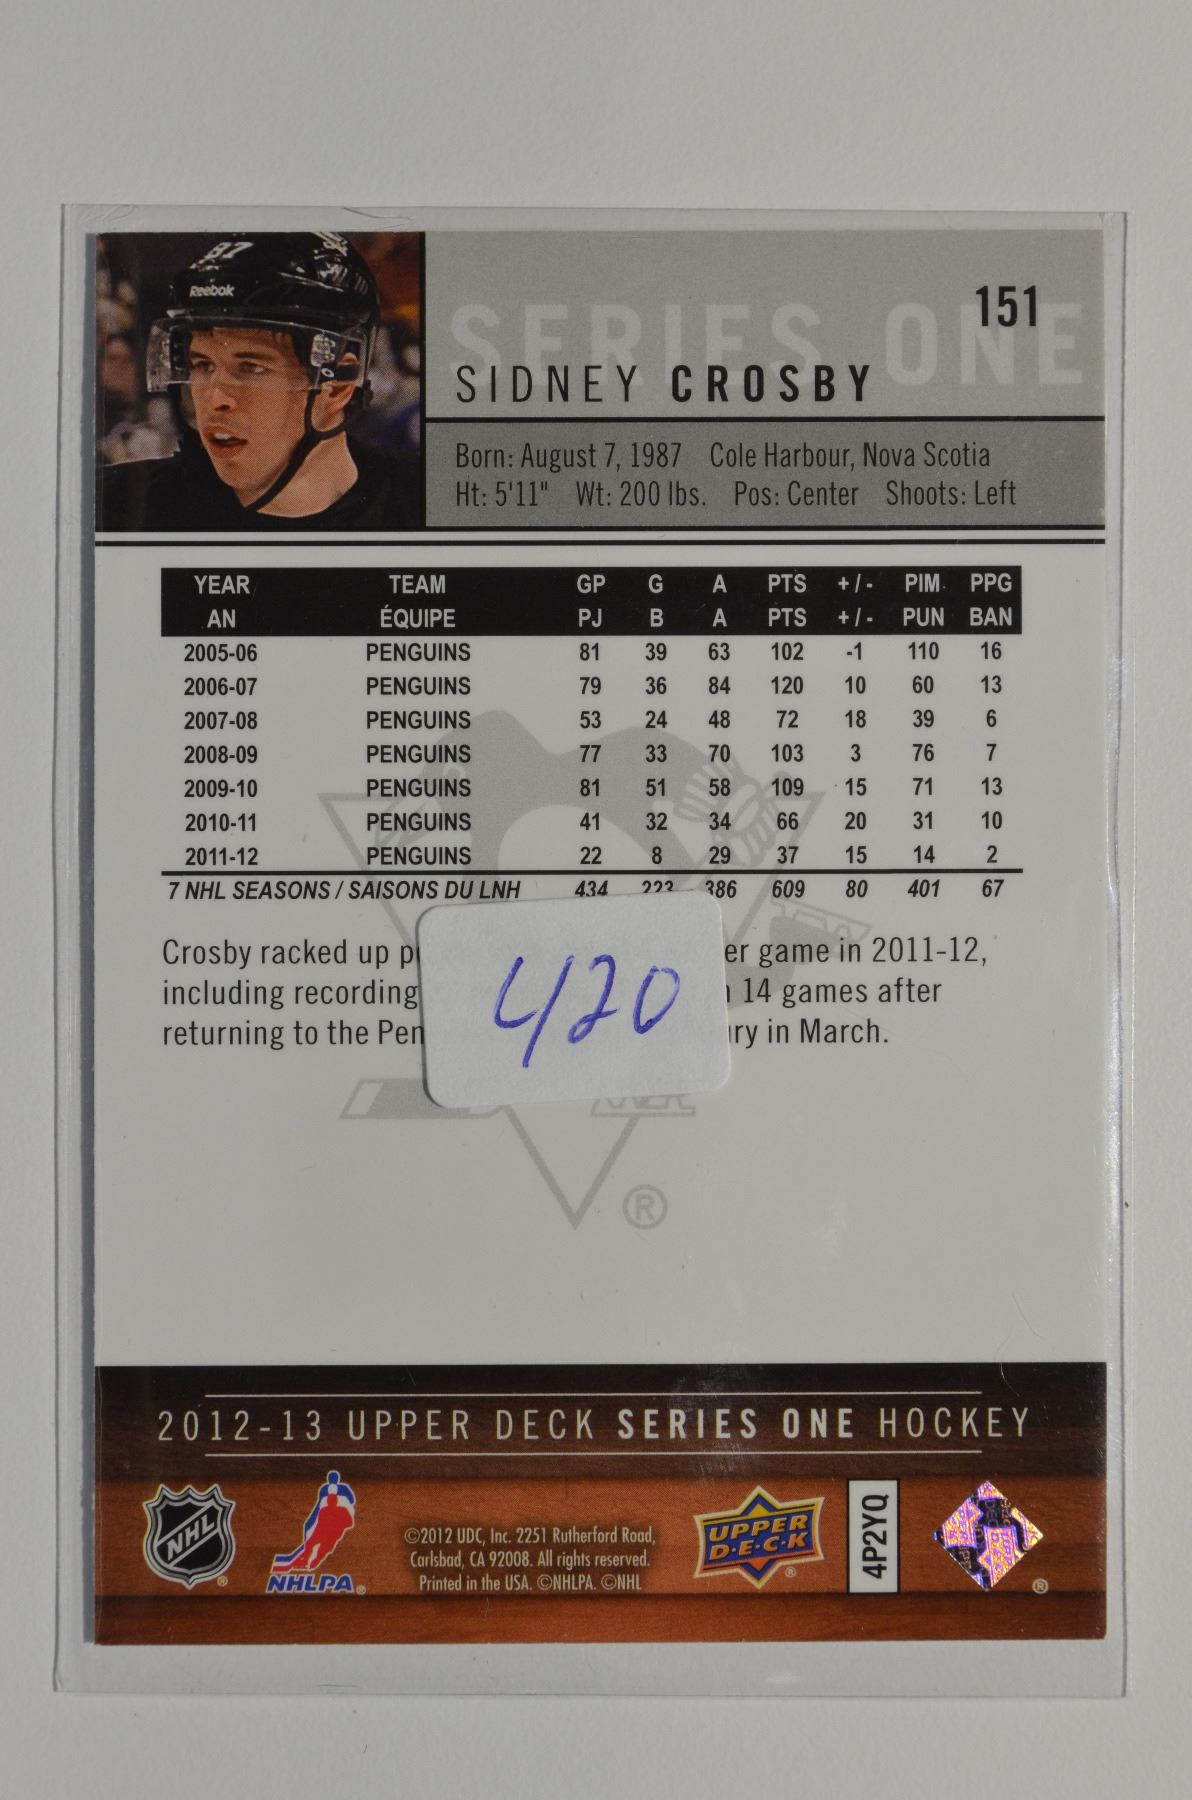 87
Reebok
SERIES ONE
151
SIDNEY CROSBY
Born: August 7, 1987 Cole Harbour, Nova Scotia
Ht: 5'11" Wt: 200 lbs. Pos: Center Shoots: Left
YEAR TEAM GP G A PTS +/- PIM PPG
AN ÉQUIPE PJ B A PTS +/- PUN BAN
2005-06 PENGUINS 81 39 63 102 -1 110 16
2006-07 PENGUINS 79 36 84 120 10 60 13
2007-08 PENGUINS 53 24 48 72 18 39 6
2008-09 PENGUINS 77 33 70 103 3 76 7
2009-10 PENGUINS 81 51 58 109 15 71 13
2010-11 PENGUINS 41 32 34 66 20 31 10
2011-12 PENGUINS 22 8 29 37 15 14 2
7 NHL SEASONS / SAISONS DU LNH 434 223 386 609 80 401 67
Crosby racked up game in 2011-12,
including recording 14 games after
returning to the in March.
420
®
2012-13 UPPER DECK SERIES ONE HOCKEY
NHL ®
NHLPA ®
©2012 UDC, Inc. 2251 Rutherford Road,
Carlsbad, CA 92008. All rights reserved.
Printed in the USA. ©NHLPA. ©NHL
UPPER
D·E·C·K ®
4P2YQ
®